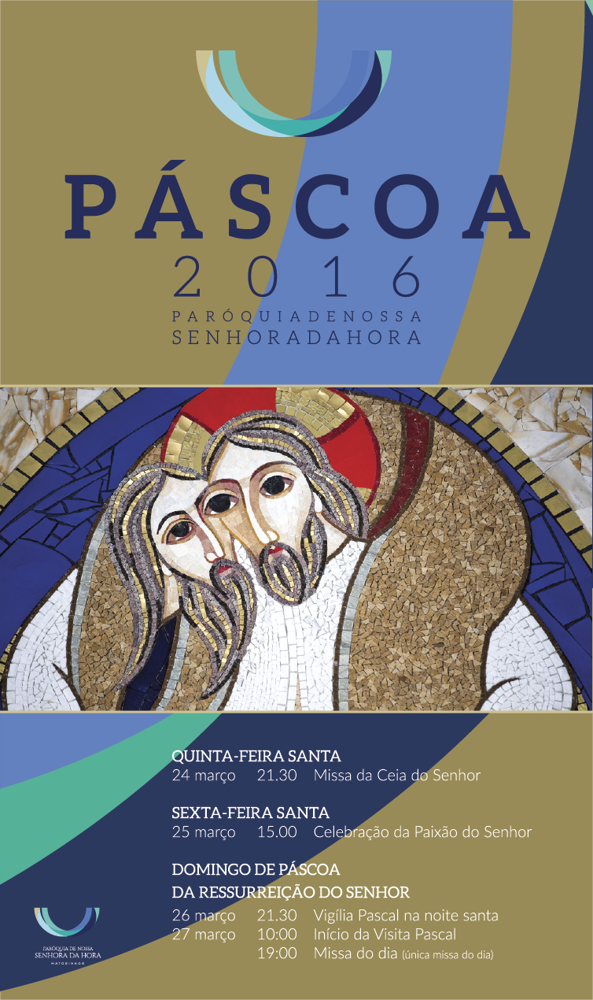 PÁSCOA
2016
PARÓQUIADENOSSA
SENHORADAHORA
QUINTA-FEIRA SANTA
24 março 21.30 Missa da Ceia do Senhor
SEXTA-FEIRA SANTA
25 março 15.00 Celebração da Paixão do Senhor
DOMINGO DE PÁSCOA
DA RESSURREIÇÃO DO SENHOR
26 março 21.30 Vigília Pascal na noite santa
27 março 10:00 Início da Visita Pascal
19:00 Missa do dia (única missa do dia)
PARÓQUIA DE NOSSA
SENHORA DA HORA
MATOSINHOS